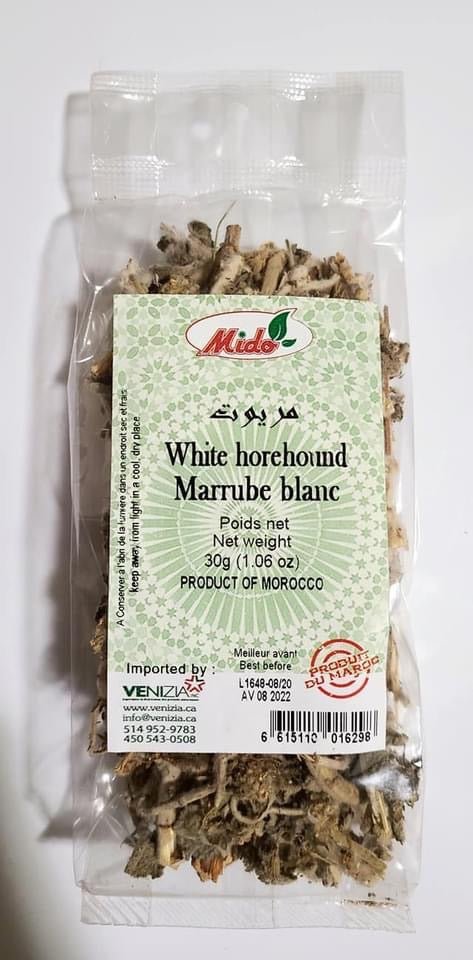 Mido
مريوت
White horehound
Marrube blanc
Poids net
Net weight
30g (1.06 oz)
PRODUCT OF MOROCCO
A Conserver a l'abri de la lumiere dans un endroit sec et frais
keep away from light in a cool, dry place
Meilleur avant
Best before
L1648-08/20
AV 08 2022
PRODUIT
DU MAROC
Imported by :
VENIZIA
www.venizia.ca
info@venizia.ca
514 952-9783
450 543-0508
6 615110 016298